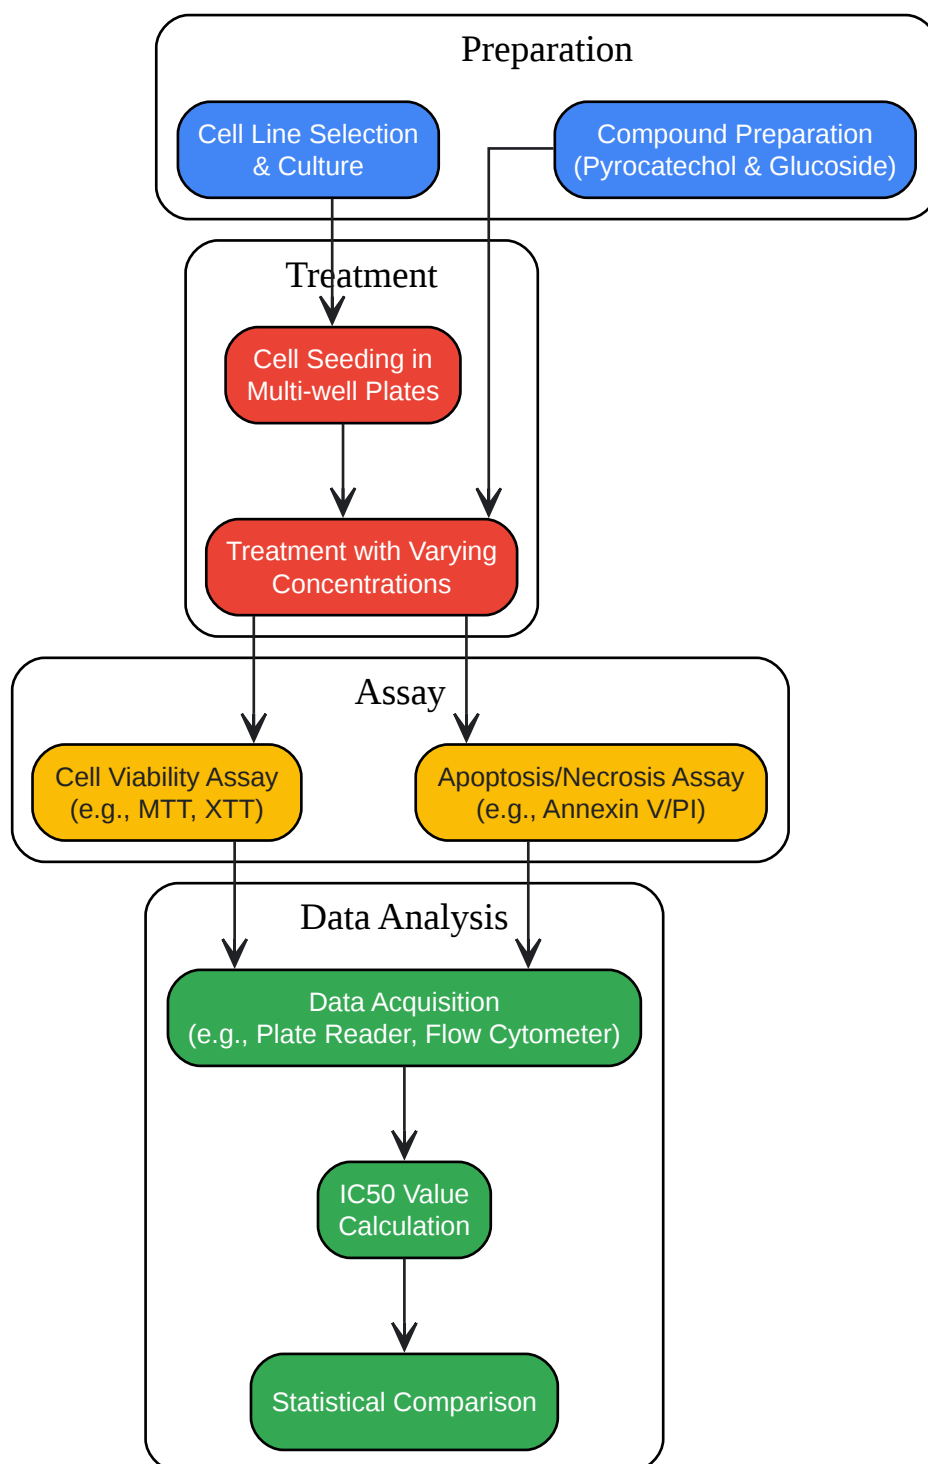 Preparation
Cell Line Selection
& Culture
Compound Preparation
(Pyrocatechol & Glucoside)
Treatment
Cell Seeding in
Multi-well Plates
Treatment with Varying
Concentrations
Assay
Cell Viability Assay
(e.g., MTT, XTT)
Apoptosis/Necrosis Assay
(e.g., Annexin V/PI)
Data Analysis
Data Acquisition
(e.g., Plate Reader, Flow Cytometer)
IC50 Value
Calculation
Statistical Comparison